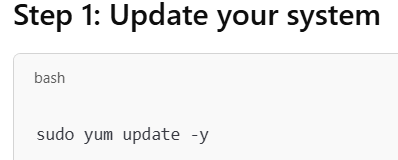 Step 1: Update your system
bash
sudo yum update -y